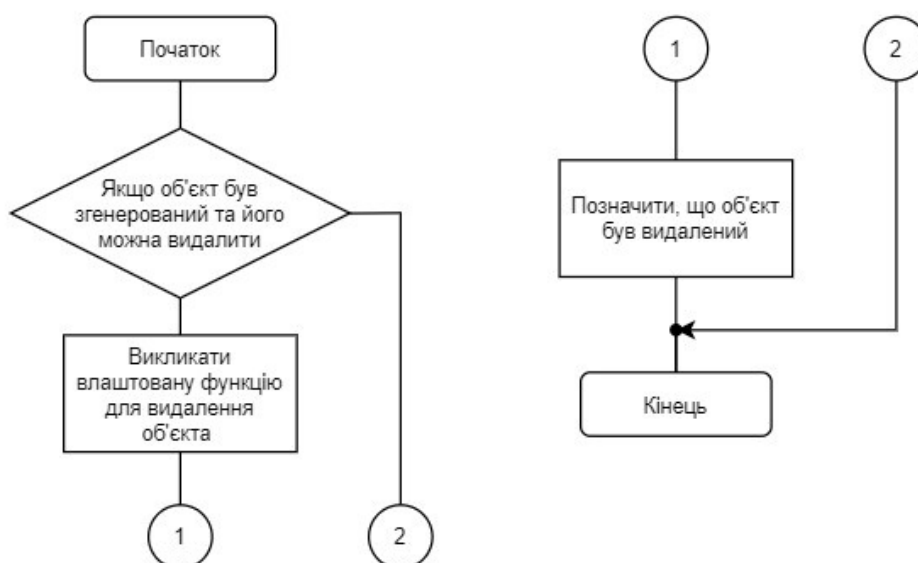 Початок
Якщо об'єкт був
згенерований та його
можна видалити
Викликати
влаштовану функцію
для видалення
об'єкта
1
2
1
2
Позначити, що об'єкт
був видалений
Кінець